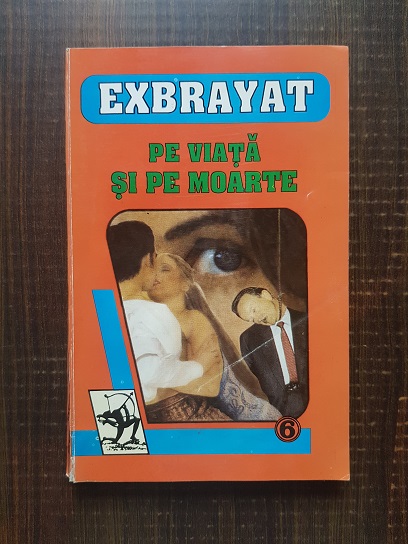 EXBRAYAT
PE VIAȚĂ
ȘI PE MOARTE
6